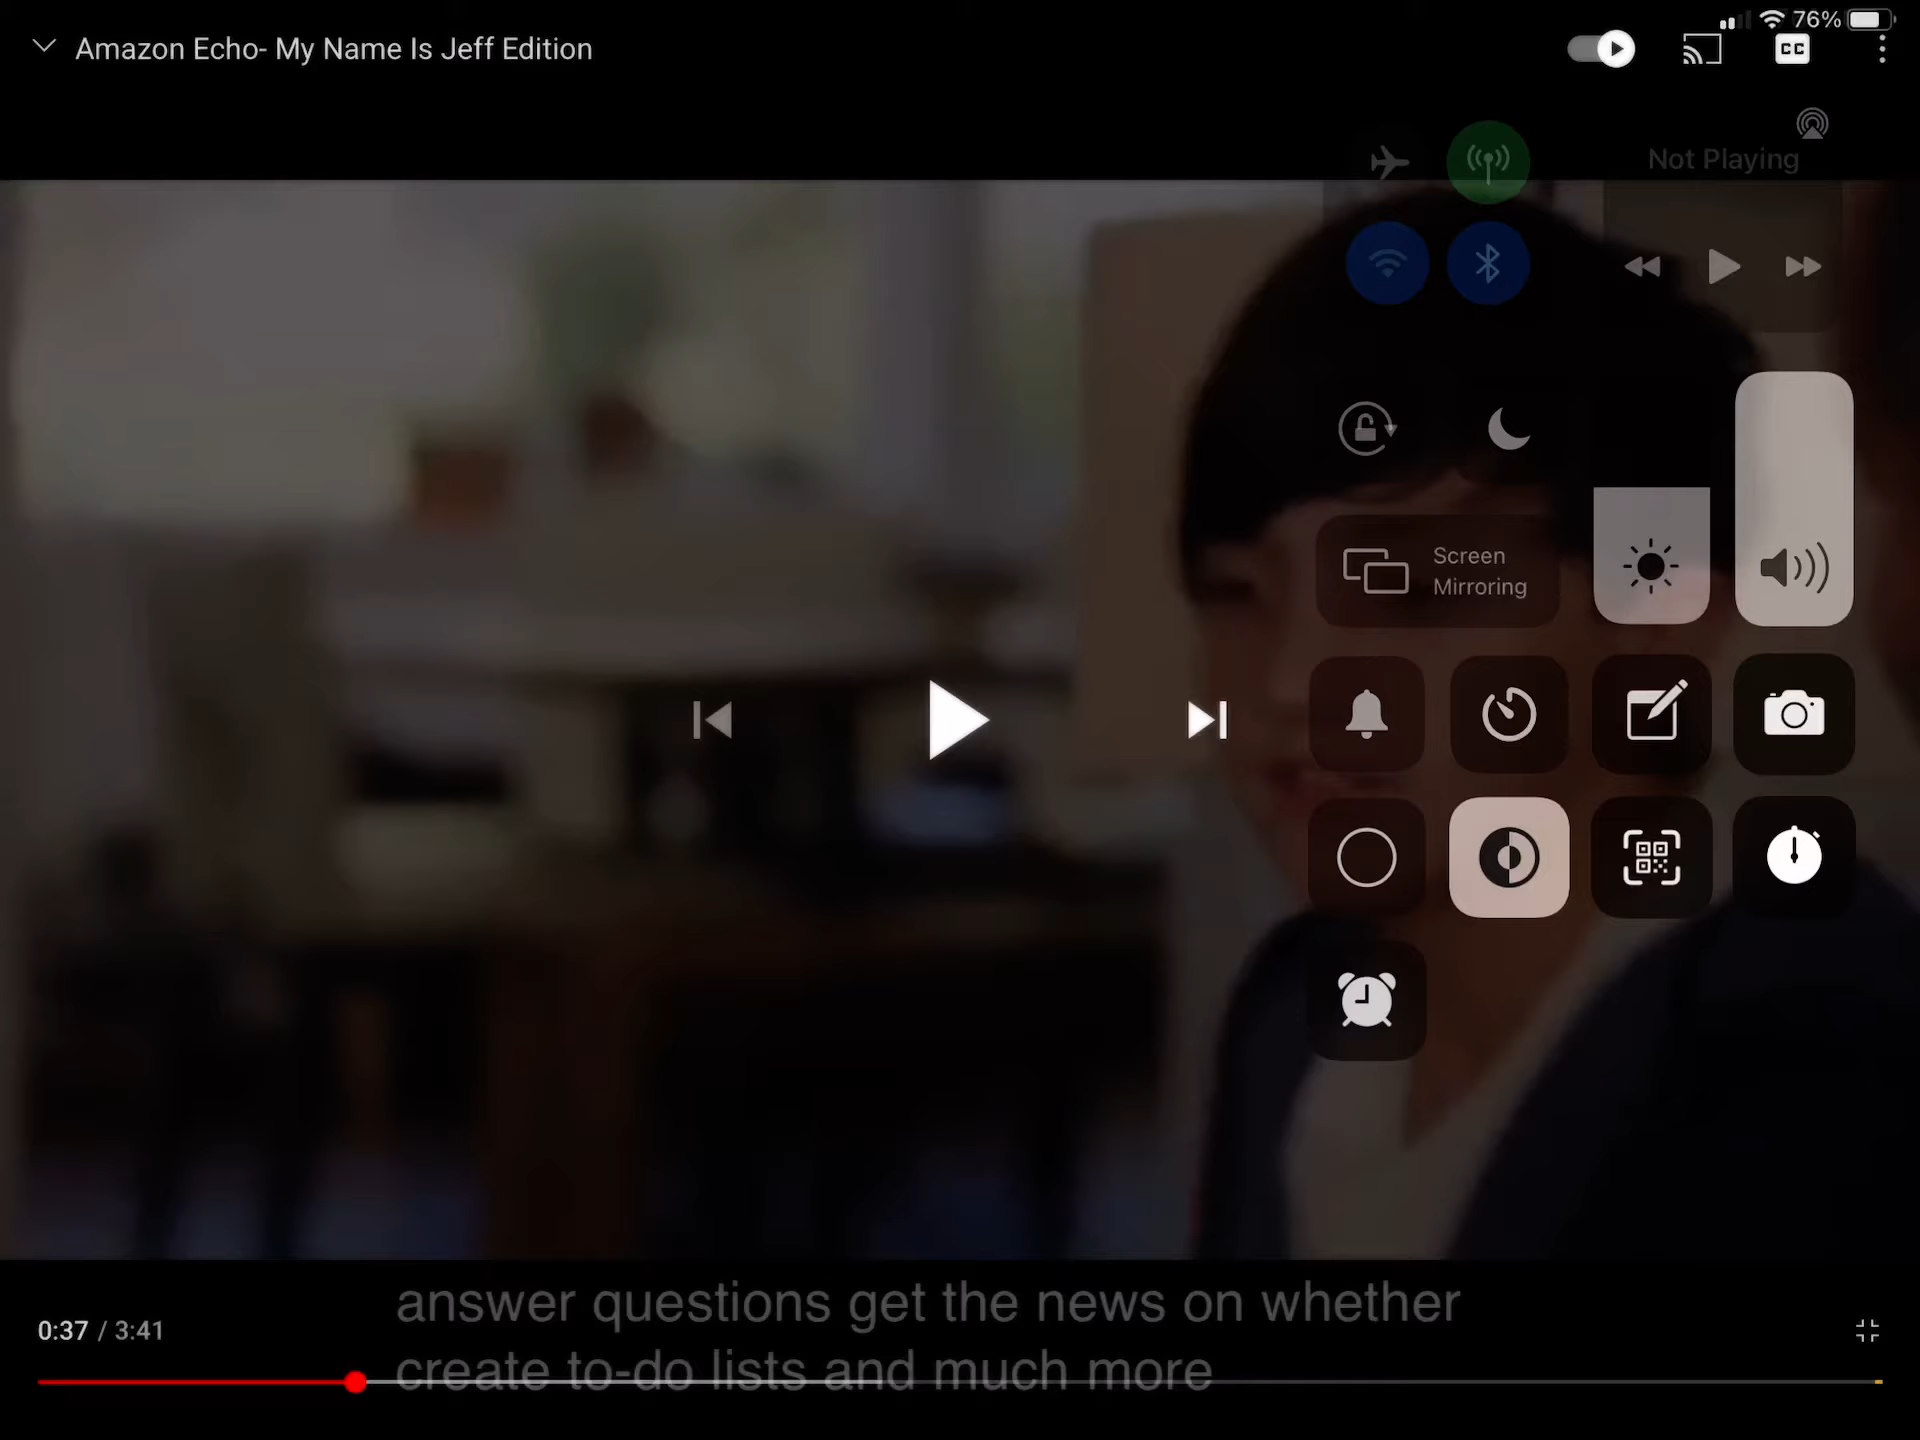 76%
Amazon Echo- My Name Is Jeff Edition
CC
Not Playing
Screen
Mirroring
answer questions get the news on whether
create to-do lists and much more
0:37 / 3:41